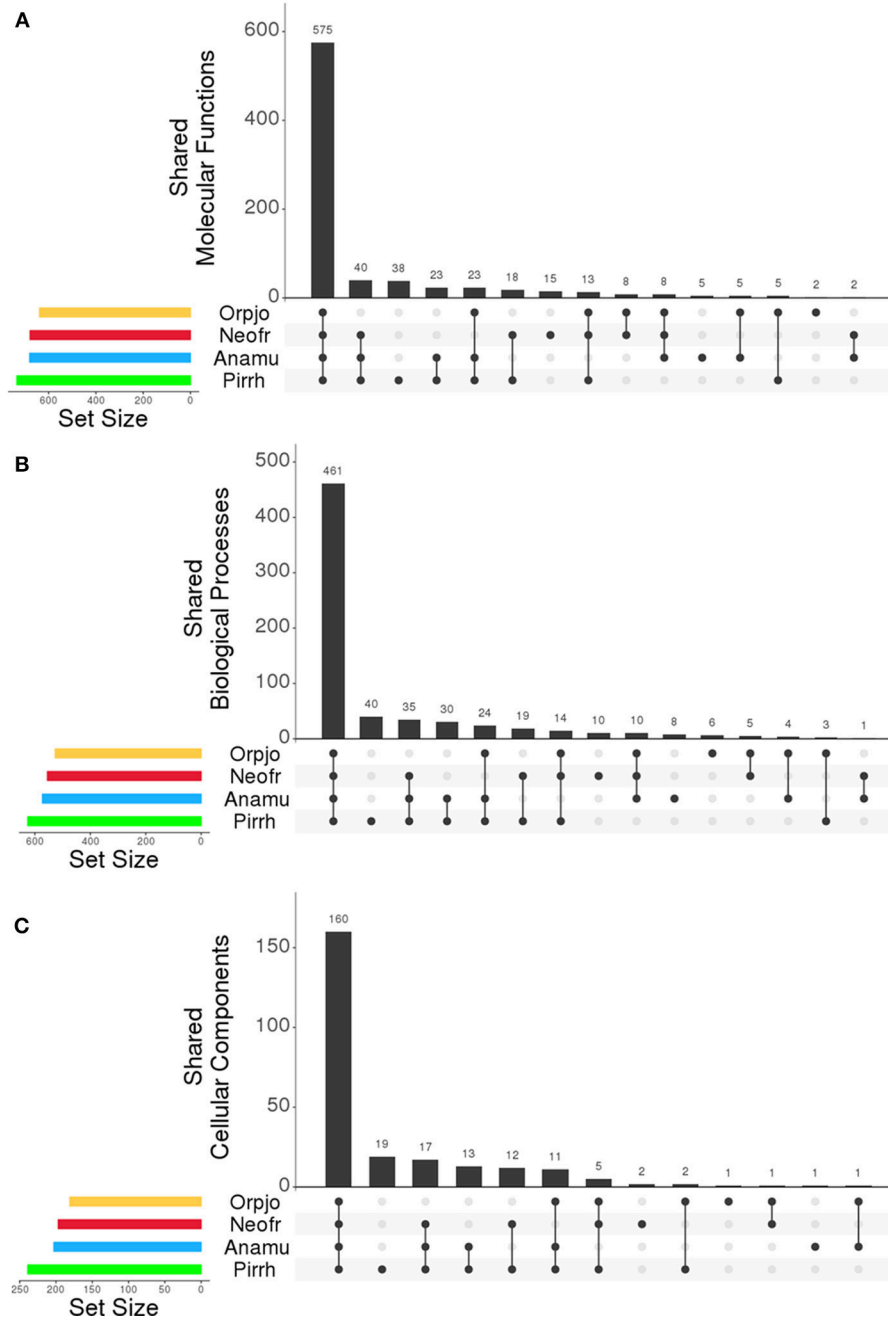 A
Shared
Molecular Functions
600
400
200
0
575 40 38 23 23 18 15 13 8 8 5 5 5 2 2
Orpjo
Neofr
Anamu
Pirrh
600 400 200 0
Set Size
B
Shared
Biological Processes
500
400
300
200
100
0
461 40 35 30 24 19 14 10 10 8 6 5 4 3 1
Orpjo
Neofr
Anamu
Pirrh
600 400 200 0
Set Size
C
Shared
Cellular Components
150
100
50
0
160 19 17 13 12 11 5 2 2 1 1 1 1
Orpjo
Neofr
Anamu
Pirrh
250 200 150 100 50 0
Set Size